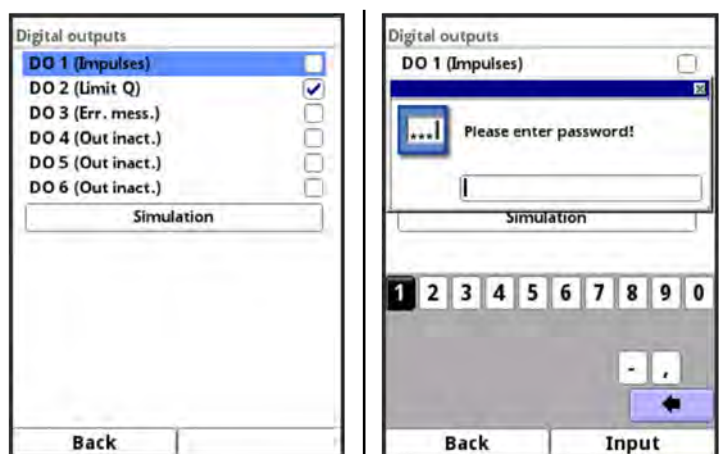 Digital outputs
DO 1 (Impulses)
DO 2 (Limit Q)
DO 3 (Err. mess.)
DO 4 (Out inact.)
DO 5 (Out inact.)
DO 6 (Out inact.)
Simulation
Back
Digital outputs
DO 1 (Impulses)
...
Please enter password!
Simulation
1 2 3 4 5 6 7 8 9 0
- ,
Back Input